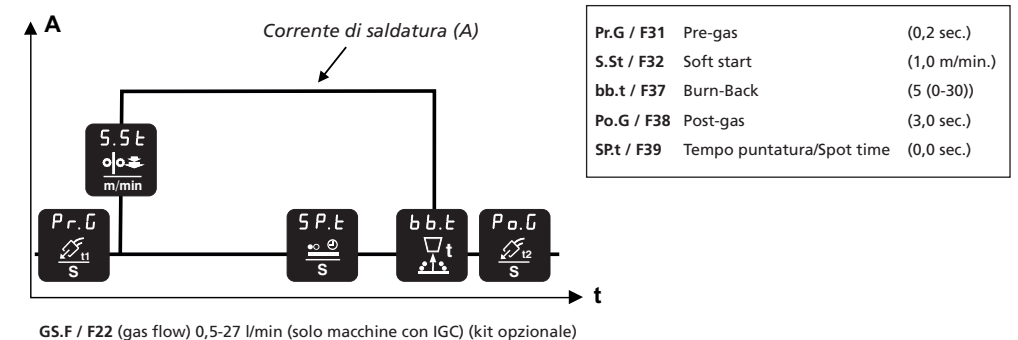 A
Corrente di saldatura (A)
S.St
m/min
Pr.G
t1
S
SP.t
S
bb.t
t
Po.G
t2
S
t
Pr.G / F31 Pre-gas (0,2 sec.)
S.St / F32 Soft start (1,0 m/min.)
bb.t / F37 Burn-Back (5 (0-30))
Po.G / F38 Post-gas (3,0 sec.)
SP.t / F39 Tempo puntatura/Spot time (0,0 sec.)
GS.F / F22 (gas flow) 0,5-27 l/min (solo macchine con IGC) (kit opzionale)